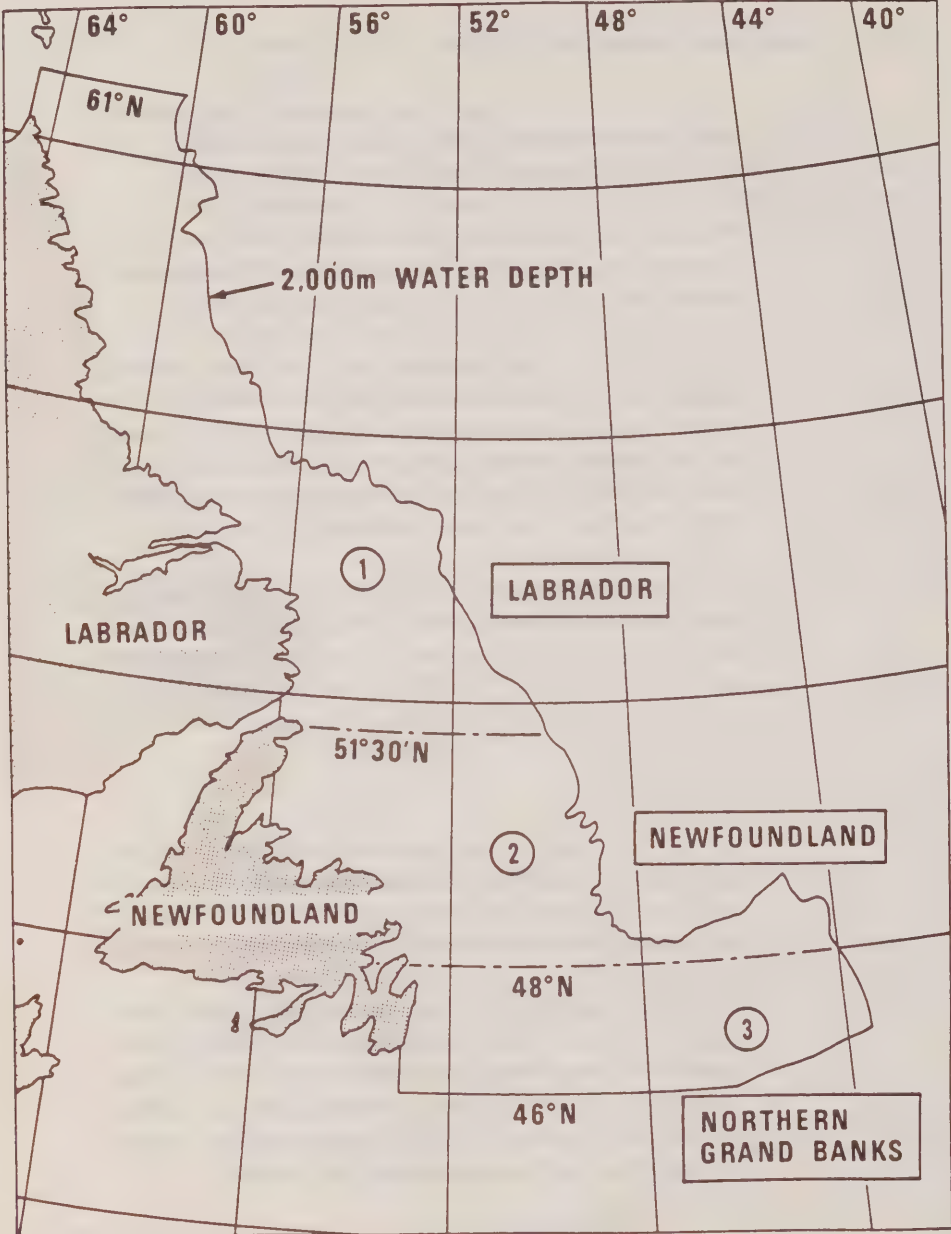 64° 60° 56° 52° 48° 44° 40°
61°N
2,000m WATER DEPTH
1
LABRADOR
LABRADOR
51°30'N
2
NEWFOUNDLAND
NEWFOUNDLAND
48°N
3
46°N
NORTHERN
GRAND BANKS